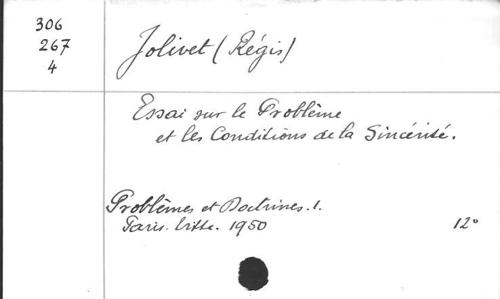 306
267
4
Jolivet (Régis)
Essai sur le Problème
et les Conditions de la Sincérité.
Problèmes et Doctrines. 1.
Paris. Vitte. 1950 12°